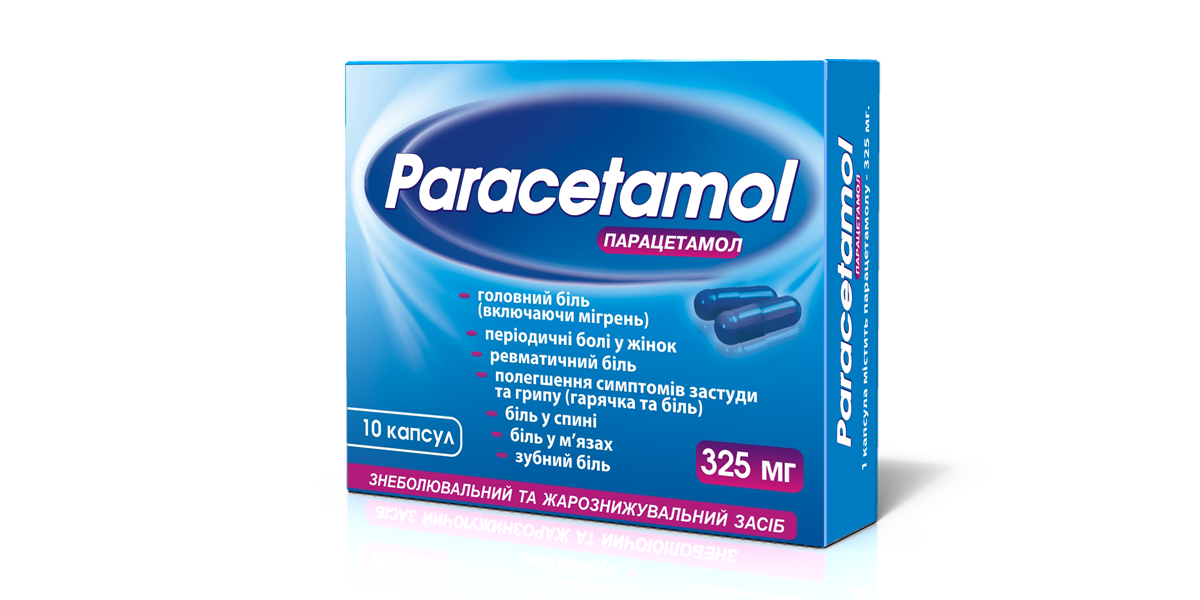 Paracetamol
ПАРАЦЕТАМОЛ
головний біль
(включаючи мігрень)
періодичні болі у жінок
ревматичний біль
полегшення симптомів застуди
та грипу (гарячка та біль)
біль у спині
біль у м'язах
зубний біль
10 капсул
325 мг
ЗНЕБОЛЮВАЛЬНИЙ ТА ЖАРОЗНИЖУВАЛЬНИЙ ЗАСІБ
Paracetamol
ПАРАЦЕТАМОЛ
1 капсула містить парацетамолу - 325 мг.